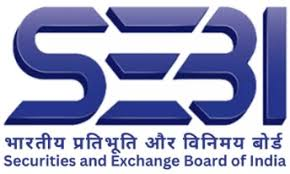 SEBI
भारतीय प्रतिभूति और विनिमय बोर्ड
Securities and Exchange Board of India